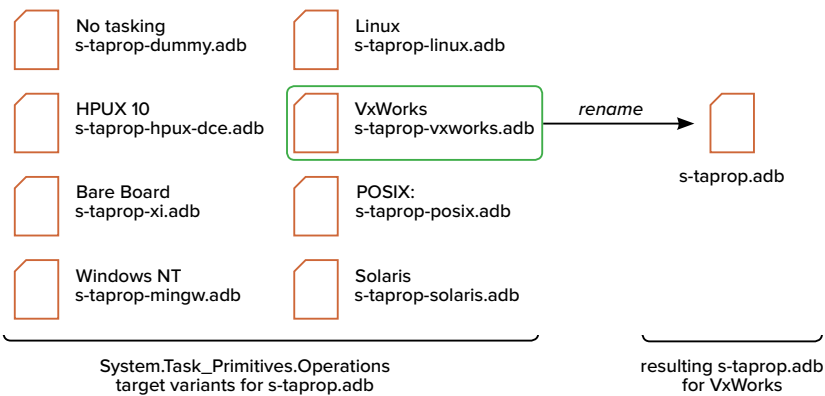 No tasking
s-taprop-dummy.adb
Linux
s-taprop-linux.adb
HPUX 10
s-taprop-hpux-dce.adb
VxWorks
s-taprop-vxworks.adb
rename
s-taprop.adb
Bare Board
s-taprop-xi.adb
POSIX:
s-taprop-posix.adb
Windows NT
s-taprop-mingw.adb
Solaris
s-taprop-solaris.adb
System.Task_Primitives.Operations
target variants for s-taprop.adb
resulting s-taprop.adb
for VxWorks